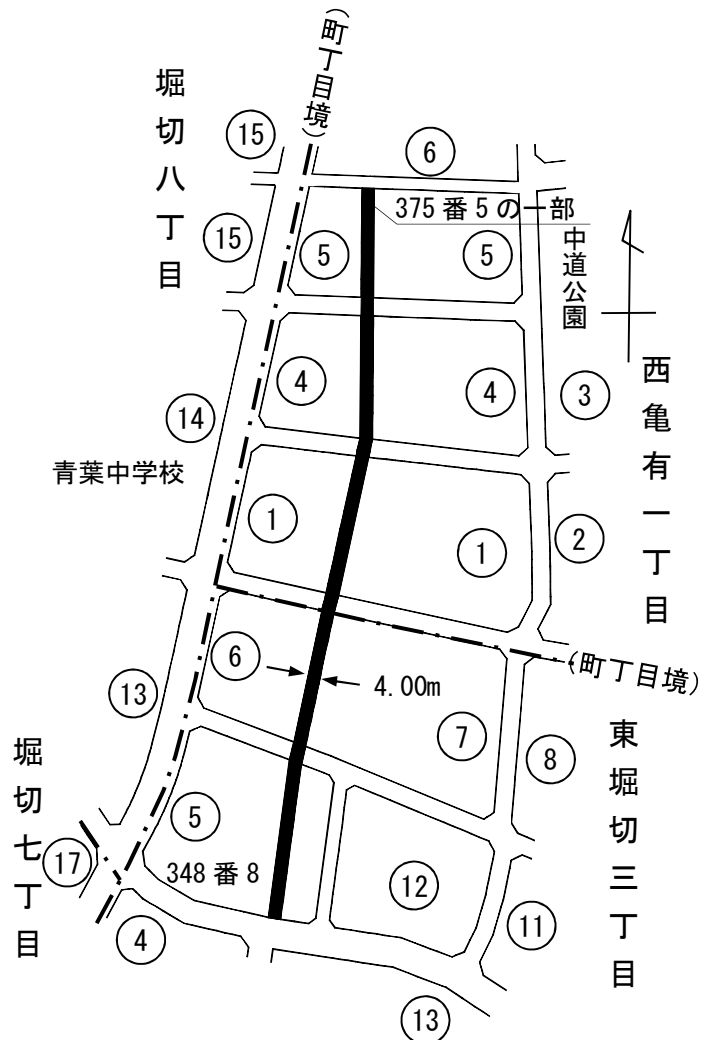 (町丁目境)
堀切八丁目
15
6
375番5の一部
15
5
5
中道公園
西亀有一丁目
4
4
3
14
青葉中学校
1
1
2
6
4.00m
(町丁目境)
13
7
8
東堀切三丁目
堀切七丁目
5
17
348番8
12
4
11
13